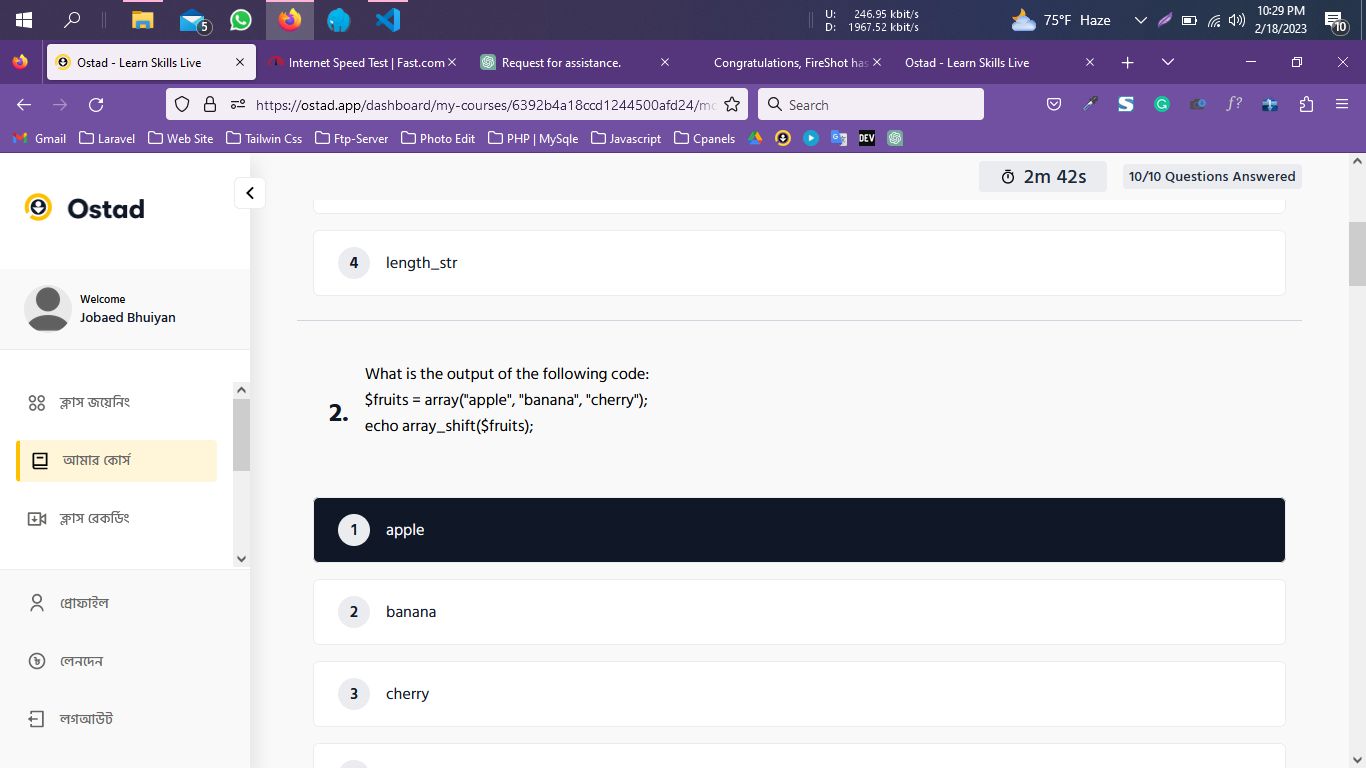 5
U: 246.95 kbit/s
D: 1967.52 kbit/s
75°F Haze
10:29 PM
2/18/2023
10
Ostad - Learn Skills Live
Internet Speed Test | Fast.com
Request for assistance.
Congratulations, FireShot has
Ostad - Learn Skills Live
https://ostad.app/dashboard/my-courses/6392b4a18ccd1244500afd24/mo
Search
S
G
f?
Gmail
Laravel
Web Site
Tailwin Css
Ftp-Server
Photo Edit
PHP | MySqle
Javascript
Cpanels
DEV
Ostad
Welcome
Jobaed Bhuiyan
ক্লাস জয়েনিং
আমার কোর্স
ক্লাস রেকর্ডিং
প্রোফাইল
লেনদেন
লগআউট
2m 42s
10/10 Questions Answered
4 length_str
2.
What is the output of the following code:
$fruits = array("apple", "banana", "cherry");
echo array_shift($fruits);
1 apple
2 banana
3 cherry